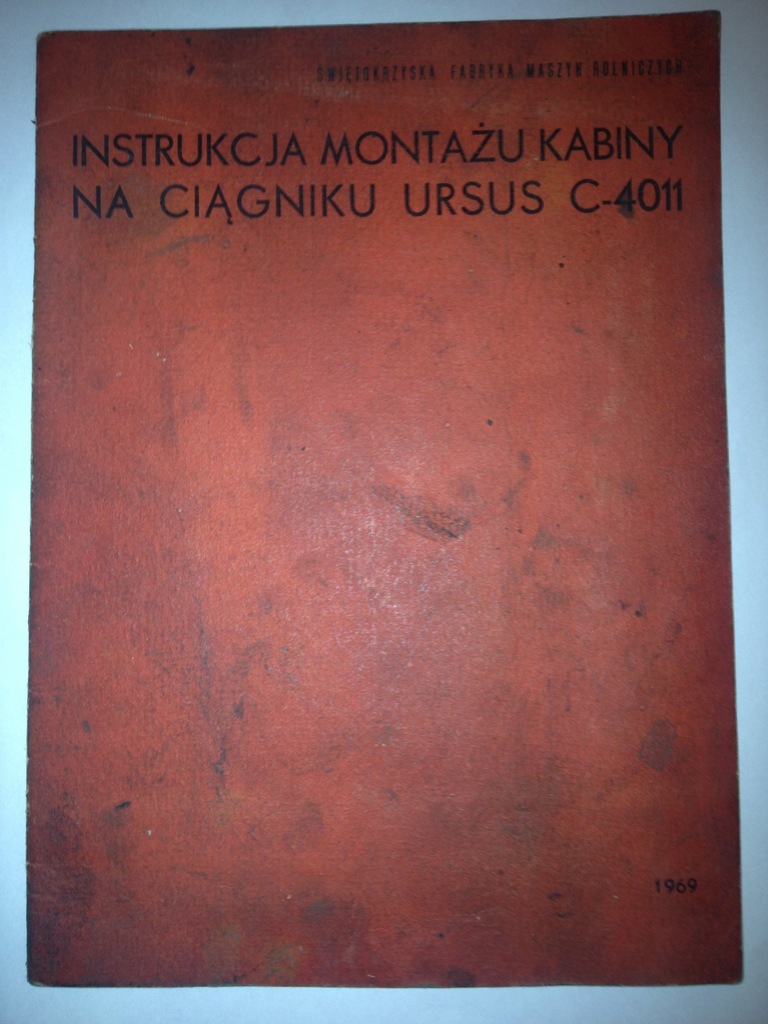 ŚWIĘTOKRZYSKA FABRYKA MASZYN ROLNICZYCH
INSTRUKCJA MONTAŻU KABINY
NA CIĄGNIKU URSUS C-4011
1969